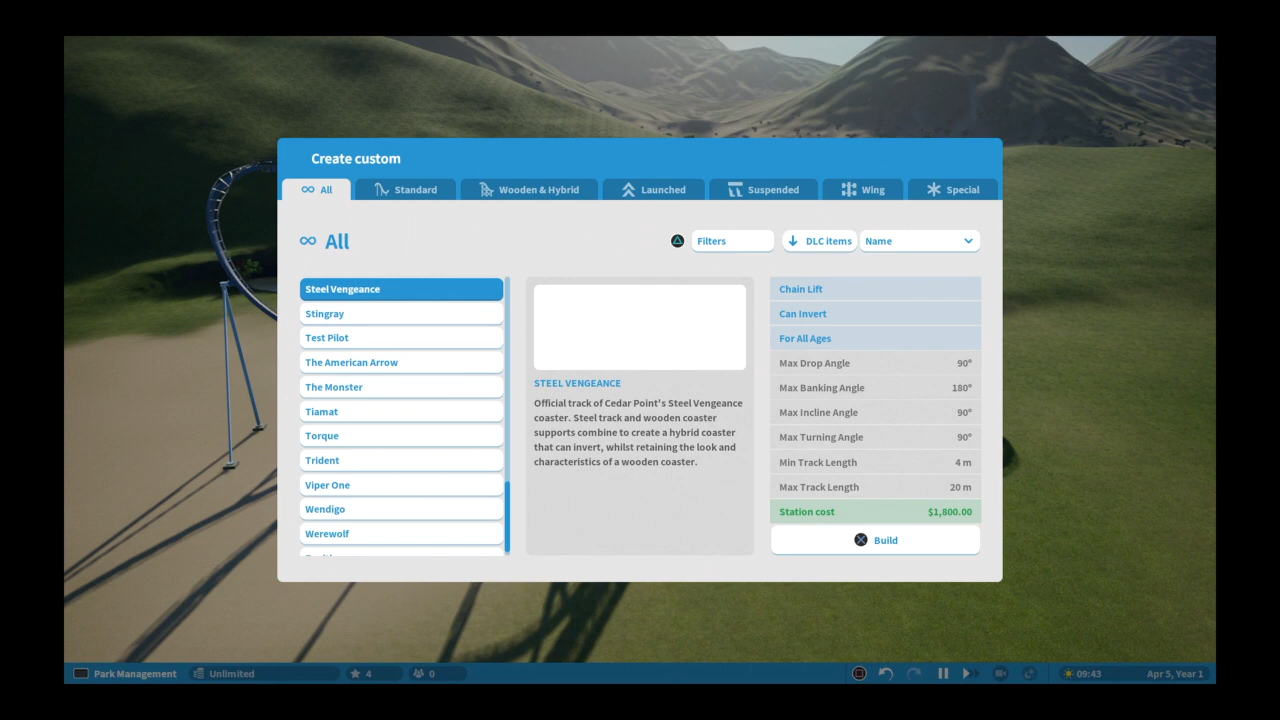 Create custom
All
Standard
Wooden & Hybrid
Launched
Suspended
Wing
Special
All
Filters
DLC items
Name
Steel Vengeance
Stingray
Test Pilot
The American Arrow
The Monster
Tiamat
Torque
Trident
Viper One
Wendigo
Werewolf
STEEL VENGEANCE
Official track of Cedar Point's Steel Vengeance
coaster. Steel track and wooden coaster
supports combine to create a hybrid coaster
that can invert, whilst retaining the look and
characteristics of a wooden coaster.
Chain Lift
Can Invert
For All Ages
Max Drop Angle 90°
Max Banking Angle 180°
Max Incline Angle 90°
Max Turning Angle 90°
Min Track Length 4 m
Max Track Length 20 m
Station cost $1,800.00
Build
Park Management
Unlimited
4
0
09:43
Apr 5, Year 1